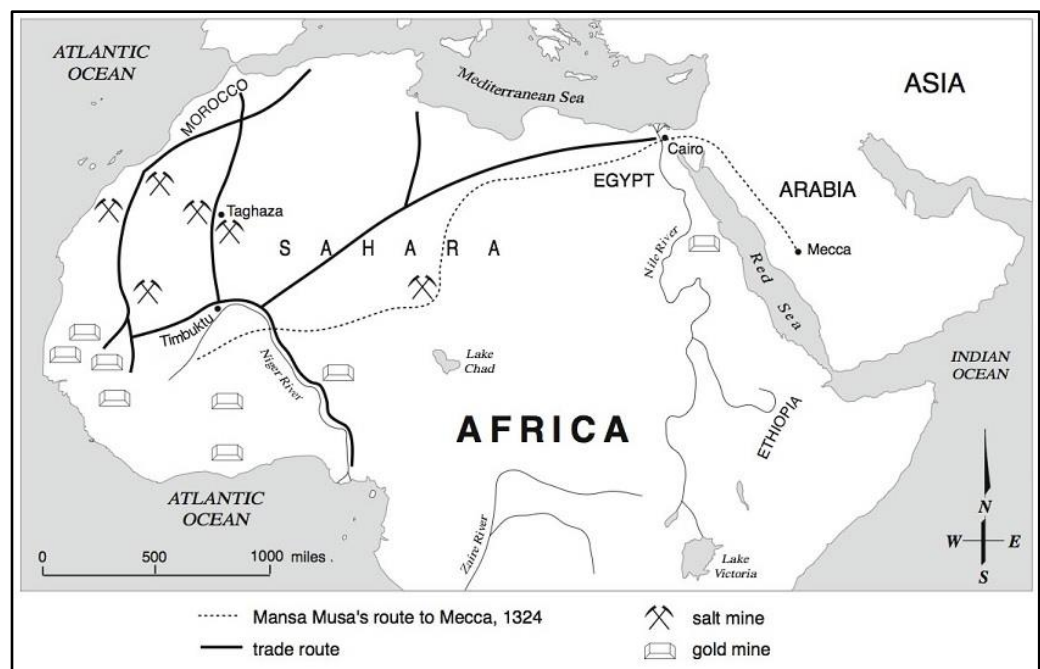 ATLANTIC
OCEAN
Mediterranean Sea
ASIA
MOROCCO
Cairo
EGYPT
ARABIA
Taghaza
SAHARA
Nile River
Mecca
Red
Sea
Timbuktu
Niger River
Lake
Chad
INDIAN
OCEAN
AFRICA
ETHIOPIA
ATLANTIC
OCEAN
N
W E
S
0 500 1000 miles .
Zaire River
Lake
Victoria
Mansa Musa's route to Mecca, 1324
salt mine
trade route
gold mine